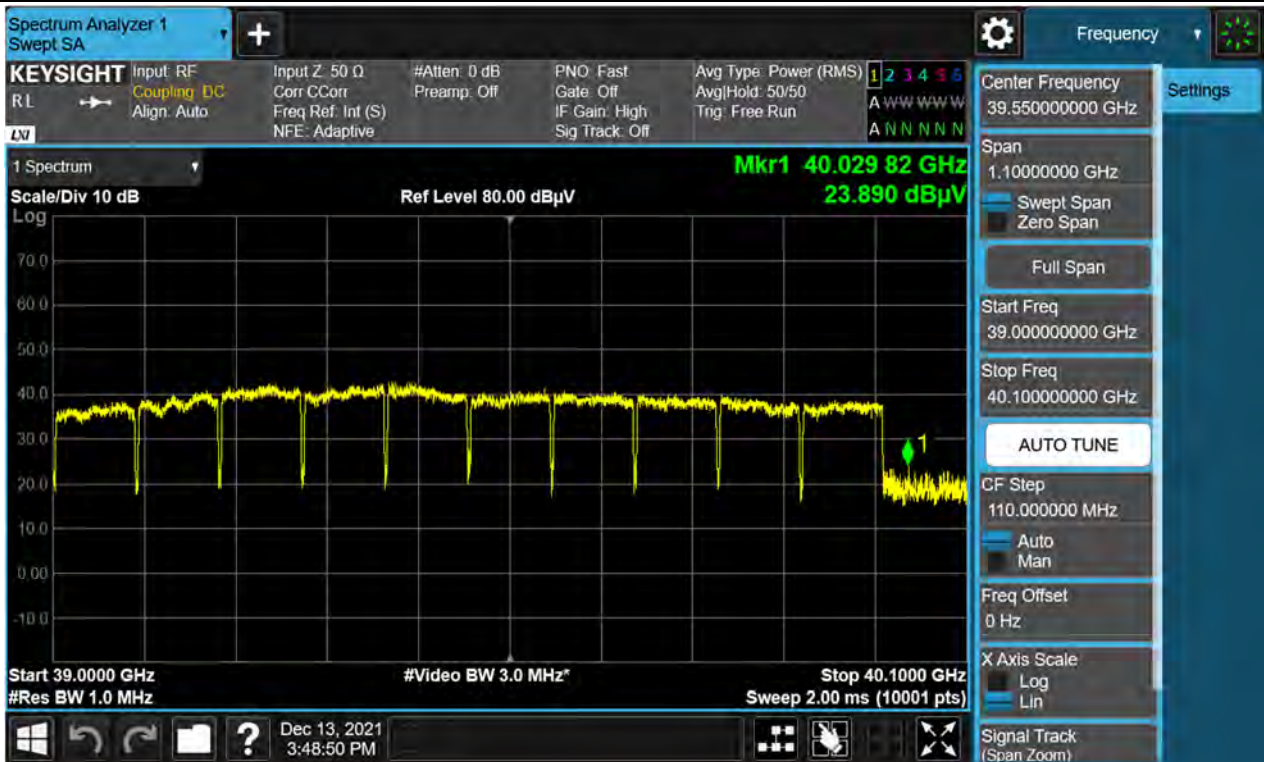 Spectrum Analyzer 1
Swept SA
+
Frequency
KEYSIGHT
RL
LXI
Input: RF
Coupling: DC
Align: Auto
Input Z: 50 Ω
Corr CCorr
Freq Ref: Int (S)
NFE: Adaptive
#Atten: 0 dB
Preamp: Off
PNO: Fast
Gate: Off
IF Gain: High
Sig Track: Off
Avg Type: Power (RMS)
Avg|Hold: 50/50
Trig: Free Run
1 2 3 4 5 6
A W W W W W
A N N N N N
1 Spectrum
Mkr1 40.029 82 GHz
Scale/Div 10 dB
Ref Level 80.00 dBµV
23.890 dBµV
Log
70.0
60.0
50.0
40.0
30.0
20.0
10.0
0.00
-10.0
1
Start 39.0000 GHz
#Video BW 3.0 MHz*
Stop 40.1000 GHz
#Res BW 1.0 MHz
Sweep 2.00 ms (10001 pts)
Dec 13, 2021
3:48:50 PM
?
Center Frequency
39.550000000 GHz
Settings
Span
1.10000000 GHz
Swept Span
Zero Span
Full Span
Start Freq
39.000000000 GHz
Stop Freq
40.100000000 GHz
AUTO TUNE
CF Step
110.000000 MHz
Auto
Man
Freq Offset
0 Hz
X Axis Scale
Log
Lin
Signal Track
(Span Zoom)